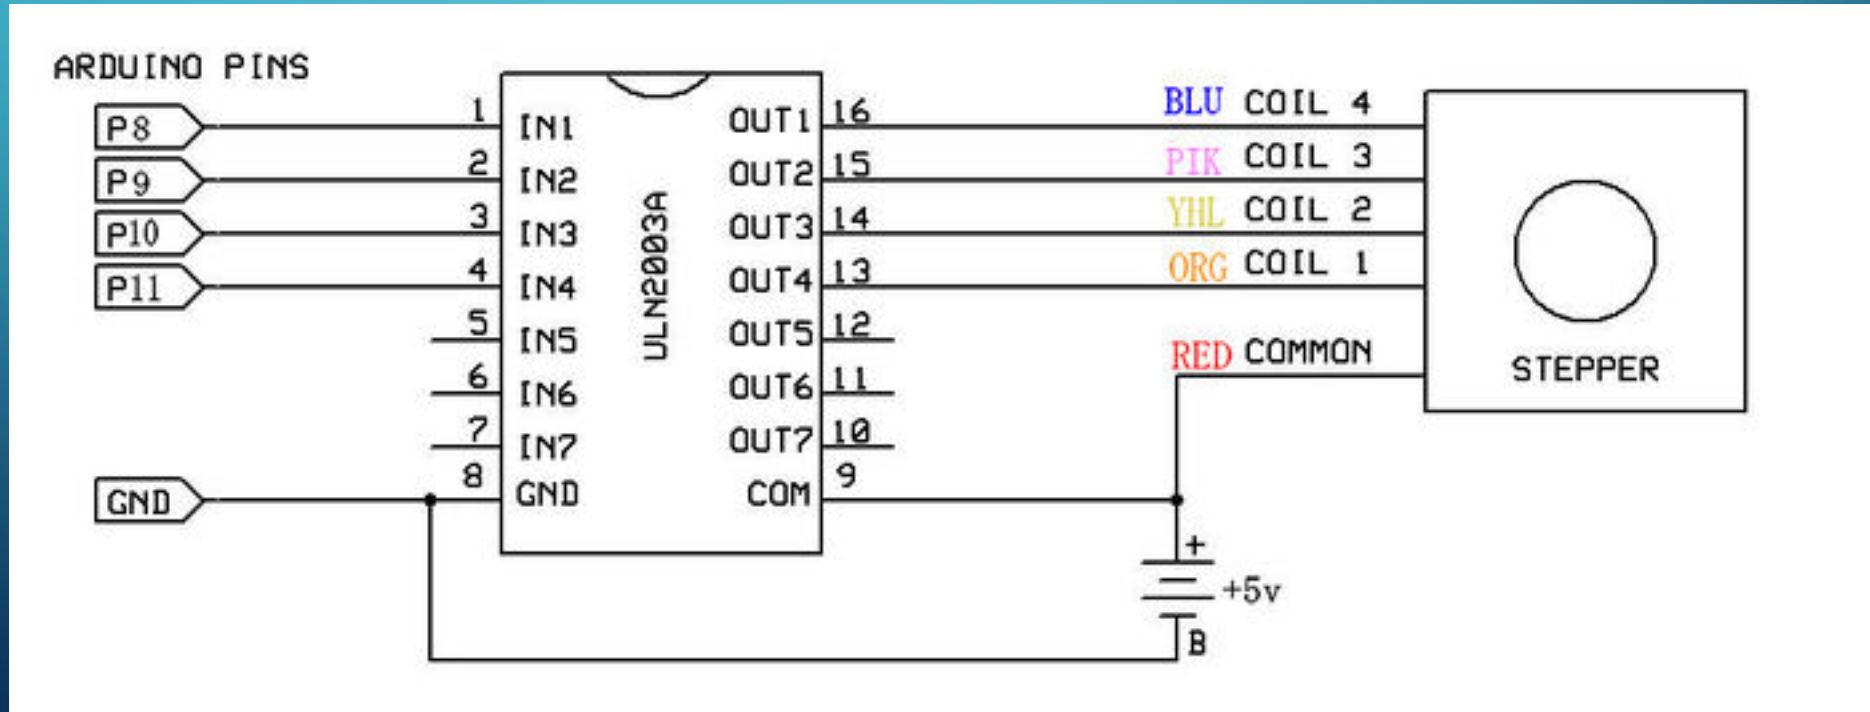 ARDUINO PINS
P8
P9
P10
P11
GND
1
2
3
4
5
6
7
8
IN1
IN2
IN3
IN4
IN5
IN6
IN7
GND
ULN2003A
OUT1
OUT2
OUT3
OUT4
OUT5
OUT6
OUT7
COM
16
15
14
13
12
11
10
9
BLU COIL 4
PIK COIL 3
YHL COIL 2
ORG COIL 1
RED COMMON
STEPPER
+
+5v
B